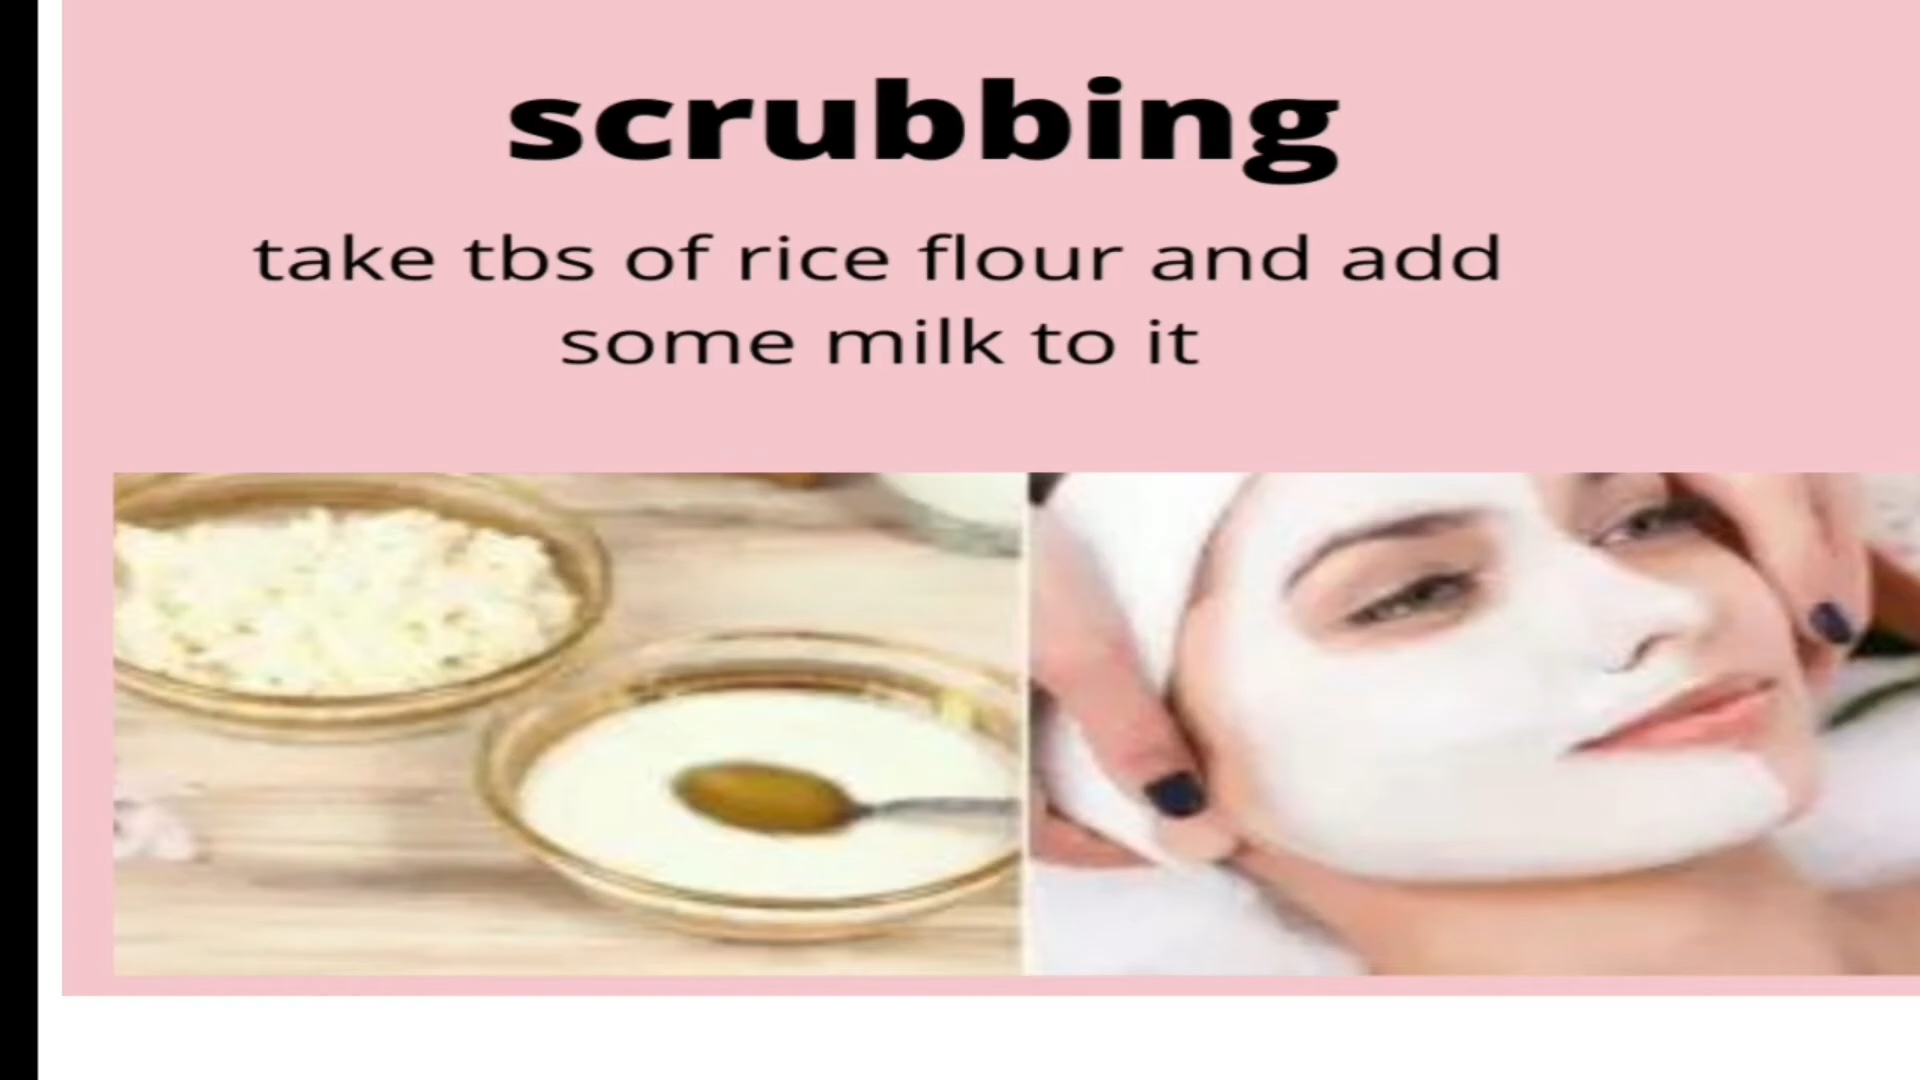 scrubbing
take tbs of rice flour and add
some milk to it